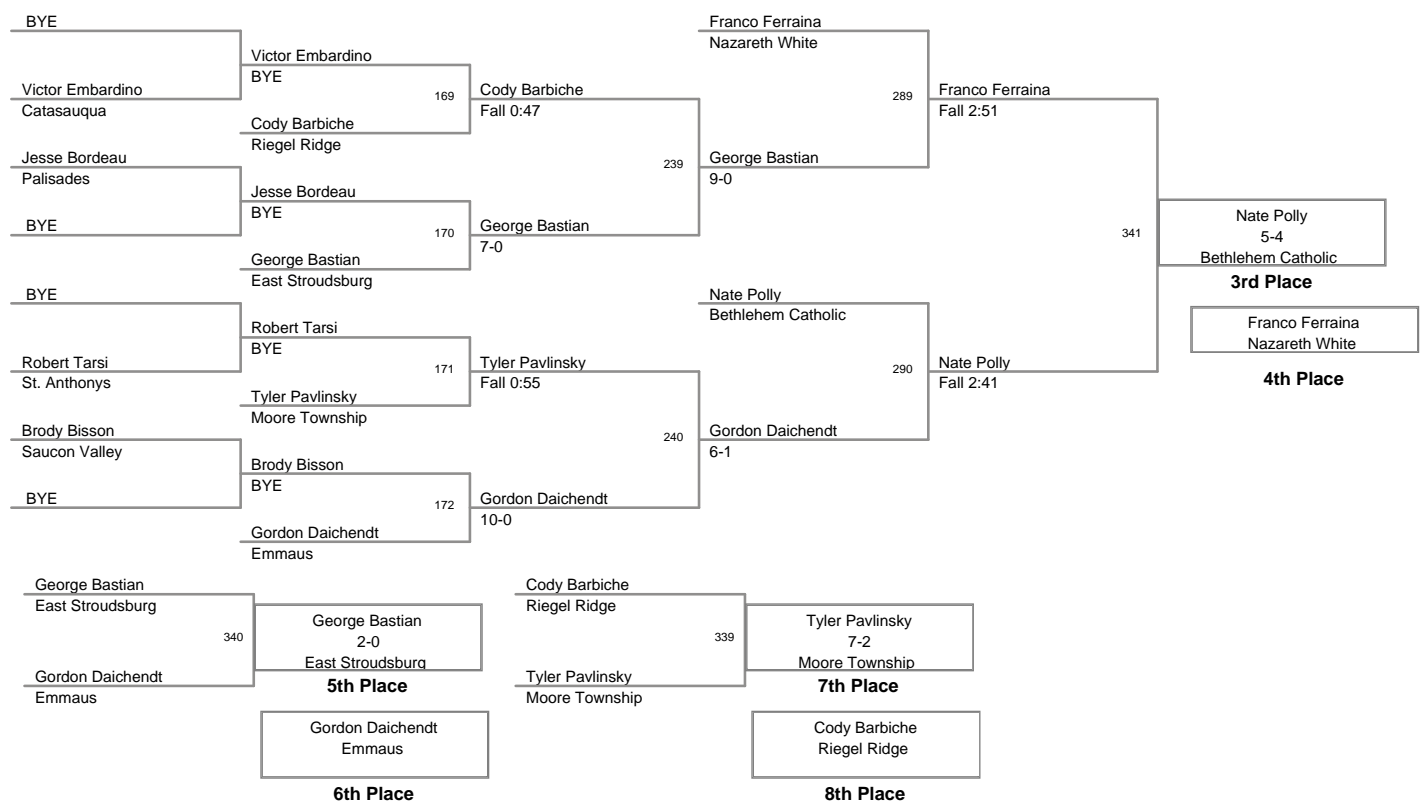 BYE
Victor Embardino
Catasauqua
Jesse Bordeau
Palisades
BYE
BYE
Robert Tarsi
St. Anthonys
Brody Bisson
Saucon Valley
BYE
Victor Embardino
BYE
169
Cody Barbiche
Riegel Ridge
Jesse Bordeau
BYE
170
George Bastian
East Stroudsburg
Robert Tarsi
BYE
171
Tyler Pavlinsky
Moore Township
Brody Bisson
BYE
172
Gordon Daichendt
Emmaus
Cody Barbiche
Fall 0:47
239
George Bastian
7-0
Tyler Pavlinsky
Fall 0:55
240
Gordon Daichendt
10-0
Franco Ferraina
Nazareth White
289
George Bastian
9-0
Nate Polly
Bethlehem Catholic
290
Gordon Daichendt
6-1
Franco Ferraina
Fall 2:51
341
Nate Polly
Fall 2:41
Nate Polly
5-4
Bethlehem Catholic
3rd Place
Franco Ferraina
Nazareth White
4th Place
George Bastian
East Stroudsburg
340
Gordon Daichendt
Emmaus
George Bastian
2-0
East Stroudsburg
5th Place
Gordon Daichendt
Emmaus
6th Place
Cody Barbiche
Riegel Ridge
339
Tyler Pavlinsky
Moore Township
Tyler Pavlinsky
7-2
Moore Township
7th Place
Cody Barbiche
Riegel Ridge
8th Place